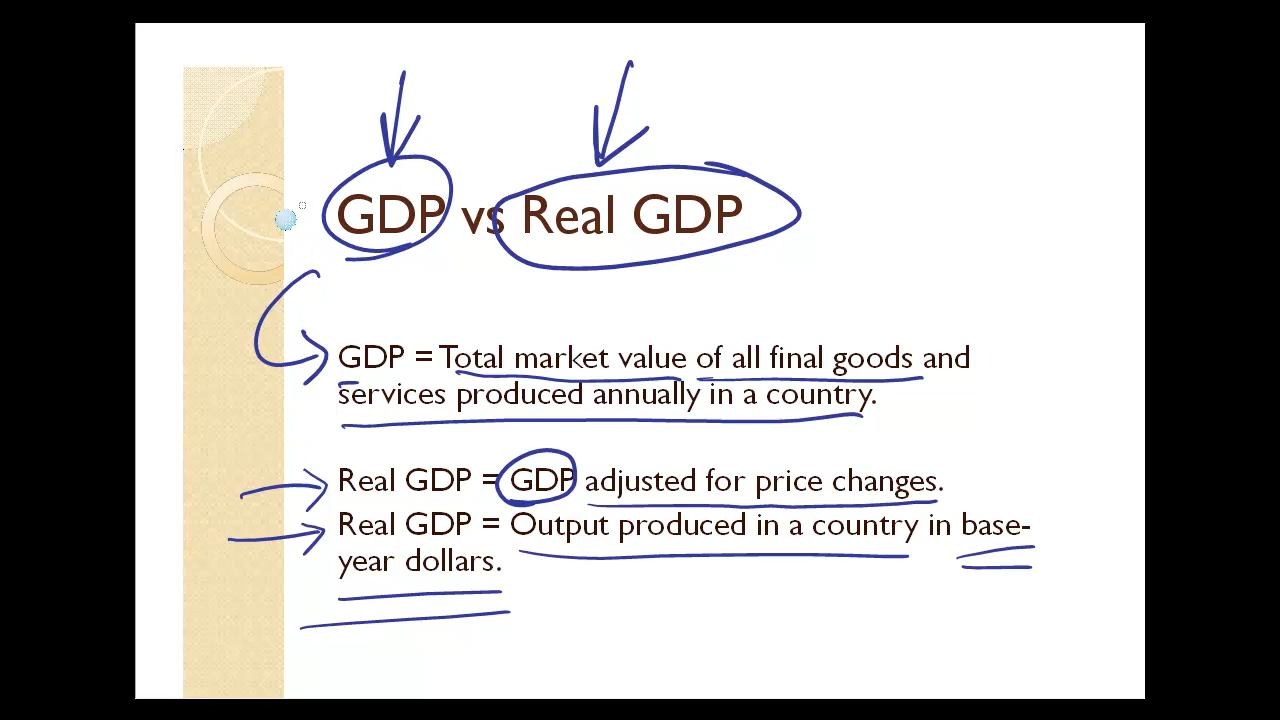 GDP vs Real GDP
GDP = Total market value of all final goods and
services produced annually in a country.
Real GDP = GDP adjusted for price changes.
Real GDP = Output produced in a country in base-
year dollars.